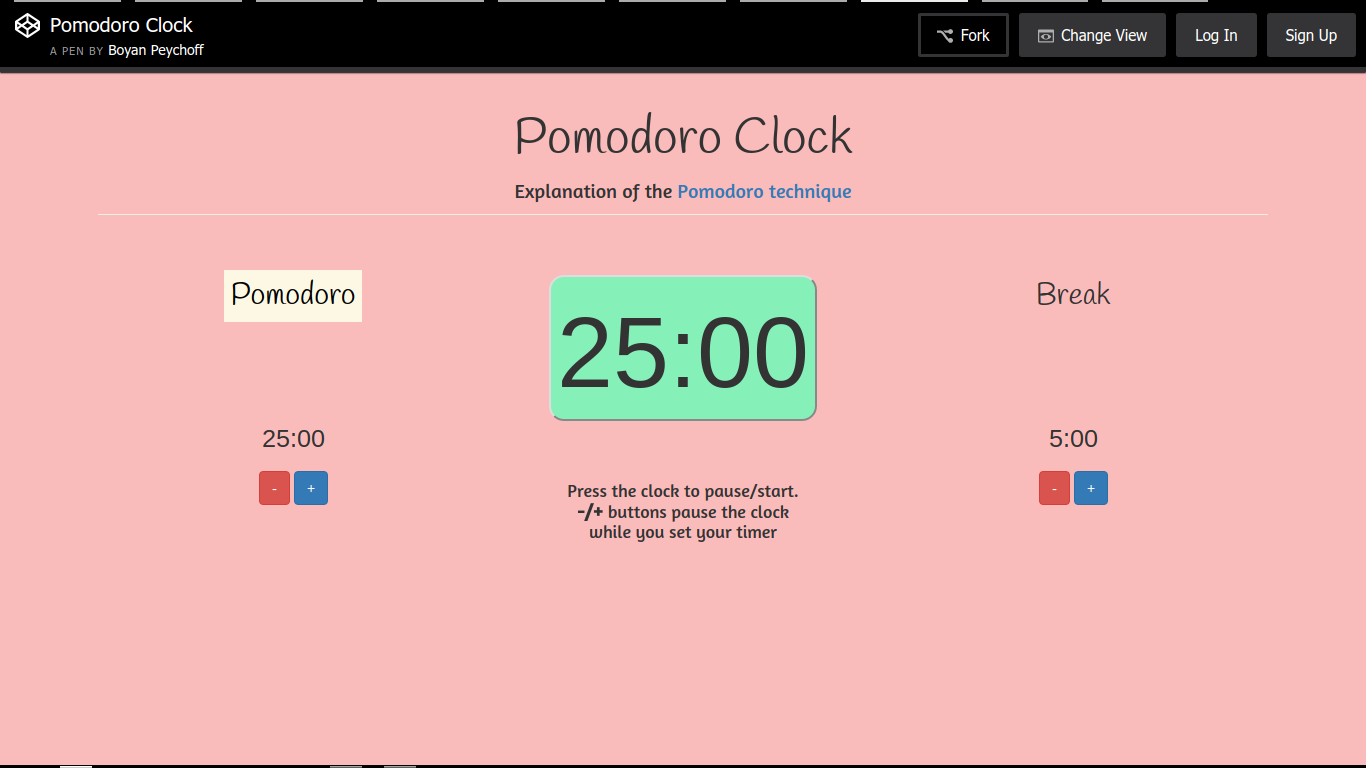 Pomodoro Clock
A PEN BY Boyan Peychoff
Fork
Change View
Log In
Sign Up
Pomodoro Clock
Explanation of the Pomodoro technique
Pomodoro
25:00
Break
25:00
- +
5:00
- +
Press the clock to pause/start.
-/+ buttons pause the clock
while you set your timer